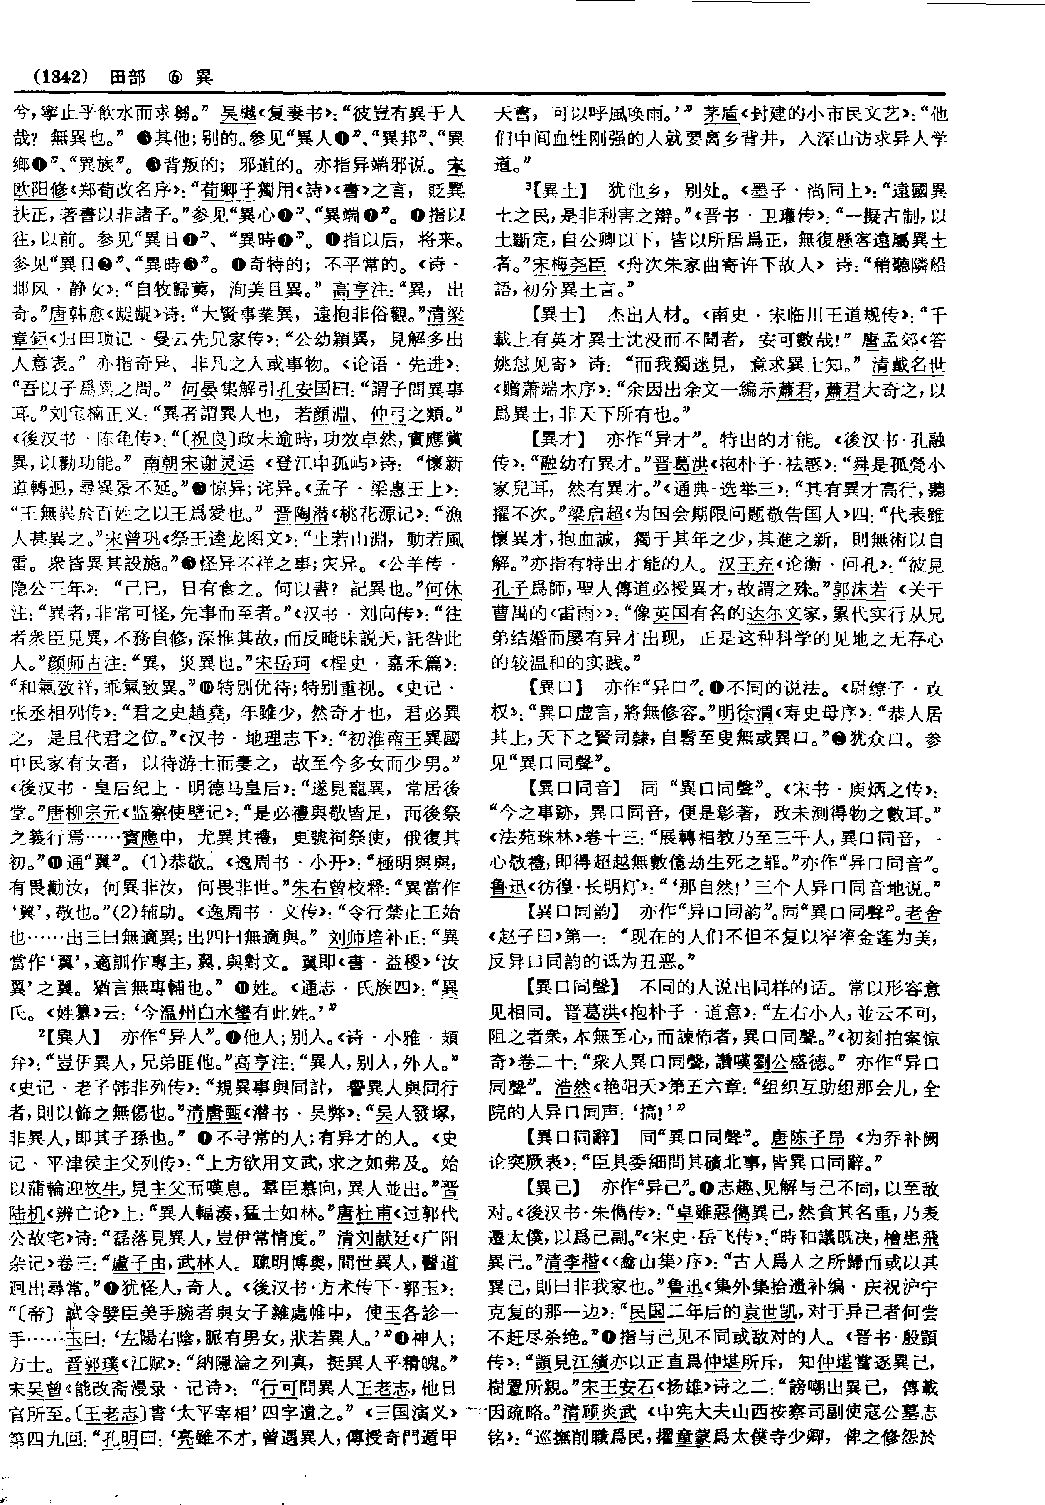 (1342) 田部 ⑥ 異
兮，寧止乎飲水而求芻。”吴樾《复妻书》：“彼豈有異于人
哉？無異也。”❸其他；别的。参见“異人❶”、“異邦”、“異
鄉❶”、“異族”。❹背叛的；邪道的。亦指异端邪说。宋
欧阳修《郑荀改名序》：“荀卿子獨用《詩》《書》之言，貶異
扶正，著書以非諸子。”参见“異心❶”、“異端❶”。❺指以
往，以前。参见“異日❶”、“異時❶”。❻指以后，将来。
参见“異日❷”、“異時❷”。❼奇特的；不平常的。《诗·
邶风·静女》：“自牧歸荑，洵美且異。”高亨注：“異，出
奇。”唐韩愈《龊龊》诗：“大賢事業異，遠抱非俗觀。”清梁
章钜《归田琐记·曼云先兄家传》：“公幼穎異，見解多出
人意表。”亦指奇异、非凡之人或事物。《论语·先进》：
“吾以子爲異之問。”何晏集解引孔安国曰：“謂子問異事
耳。”刘宝楠正义：“異者謂異人也，若顔淵、仲弓之類。”
《後汉书·陈龟传》：“〔祝良〕政未逾時，功效卓然，實應賞
異，以勸功能。”南朝宋谢灵运《登江中孤屿》诗：“懷新
道轉迥，尋異景不延。”❽惊异；诧异。《孟子·梁惠王上》：
“王無異於百姓之以王爲愛也。”晋陶潜《桃花源记》：“漁
人甚異之。”宋曾巩《祭王逵龙图文》：“止若山淵，動若風
雷。衆皆異其設施。”❾怪异不祥之事；灾异。《公羊传·
隐公三年》：“己巳，日有食之。何以書？記異也。”何休
注：“異者，非常可怪，先事而至者。”《汉书·刘向传》：“往
者衆臣見異，不務自修，深惟其故，而反晻昧説天，託咎此
人。”颜师古注：“異，災異也。”宋岳珂《桯史·嘉禾篇》：
“和氣致祥，乖氣致異。”❿特别优待；特别重视。《史记·
张丞相列传》：“君之史趙堯，年雖少，然奇才也，君必異
之，是且代君之位。”《汉书·地理志下》：“初淮南王異國
中民家有女者，以待游士而妻之，故至今多女而少男。”
《後汉书·皇后纪上·明德马皇后》：“遂見寵異，常居後
堂。”唐柳宗元《监察使壁记》：“是必禮與敬皆足，而後祭
之義行焉……寶應中，尤異其禮，更號祠祭使，俄復其
初。”⓫通“翼”。(1)恭敬。《逸周书·小开》：“極明與與，
有畏勸汝，何異非汝，何畏非世。”朱右曾校释：“異當作
‘翼’，敬也。”(2)辅助。《逸周书·文传》：“令行禁止王始
也……出三曰無適異；出四曰無適與。”刘师培补正：“異
當作‘翼’，適訓作專主，翼，與對文。翼即《書·益稷》‘汝
翼’之翼。猶言無專輔也。”⓬姓。《通志·氏族四》：“異
氏。《姓纂》云：‘今温州白水蠻有此姓。’”
²【異人】 亦作“异人”。❶他人；别人。《诗·小雅·頍
弁》：“豈伊異人，兄弟匪他。”高亨注：“異人，别人，外人。”
《史记·老子韩非列传》：“規異事與同計，譽異人與同行
者，則以飾之無傷也。”清唐甄《潜书·吴弊》：“吴人發塚，
非異人，即其子孫也。”❷不寻常的人；有异才的人。《史
记·平津侯主父列传》：“上方欲用文武，求之如弗及。始
以蒲輪迎枚生，見主父而嘆息。羣臣慕向，異人並出。”晋
陆机《辨亡论》上：“異人輻湊，猛士如林。”唐杜甫《过郭代
公故宅》诗：“磊落見異人，豈伊常情度。”清刘献廷《广阳
杂记》卷三：“盧子由，武林人。聰明博奥，間世異人，醫道
迥出尋常。”❸犹怪人，奇人。《後汉书·方术传下·郭玉》：
“〔帝〕試令嬖臣美手腕者與女子雜處帷中，使玉各診一
手……玉曰：‘左陽右陰，脈有男女，狀若異人。’”❹神人；
方士。晋郭璞《江赋》：“納隱淪之列真，挺異人乎精魄。”
宋吴曾《能改斋漫录·记诗》：“行可問異人王老志，他日
官所至。〔王老志〕書‘太平宰相’四字遺之。”《三国演义》
第四九回：“孔明曰：‘亮雖不才，曾遇異人，傳授奇門遁甲
天書，可以呼風唤雨。’”茅盾《封建的小市民文艺》：“他
们中间血性刚强的人就要离乡背井，入深山访求异人学
道。”
³【異土】 犹他乡，别处。《墨子·尚同上》：“遠國異
土之民，是非利害之辯。”《晋书·卫瓘传》：“一擬古制，以
土斷定，自公卿以下，皆以所居爲正，無復懸客遠屬異土
者。”宋梅尧臣《舟次朱家曲寄许下故人》诗：“稍聽隣船
語，初分異土言。”
【異士】 杰出人材。《南史·宋临川王道规传》：“千
載上有英才異士沈没而不聞者，安可數哉！”唐孟郊《答
姚怤见寄》诗：“而我獨迷見，意求異士知。”清戴名世
《赠萧端木序》：“余因出余文一編示蕭君，蕭君大奇之，以
爲異士，非天下所有也。”
【異才】 亦作“异才”。特出的才能。《後汉书·孔融
传》：“融幼有異才。”晋葛洪《抱朴子·祛惑》：“舜是孤煢小
家兒耳，然有異才。”《通典·选举三》：“其有異才高行，聽
擢不次。”梁启超《为国会期限问题敬告国人》四：“代表雖
懷異才，抱血誠，獨于其年之少，其進之新，則無術以自
解。”亦指有特出才能的人。汉王充《论衡·问孔》：“彼見
孔子爲師，聖人傳道必授異才，故謂之殊。”郭沫若《关于
曹禺的〈雷雨〉》：“像英国有名的达尔文家，累代实行从兄
弟结婚而屡有异才出现，正是这种科学的见地之无存心
的较温和的实践。”
【異口】 亦作“异口”。❶不同的说法。《尉缭子·攻
权》：“異口虚言，將無修容。”明徐渭《寿史母序》：“恭人居
其上，天下之賢司隸，自髫至叟無或異口。”❷犹众口。参
见“異口同聲”。
【異口同音】 同“異口同聲”。《宋书·庾炳之传》：
“今之事跡，異口同音，便是彰著，政未測得物之數耳。”
《法苑珠林》卷十三：“展轉相教乃至三千人，異口同音，一
心敬禮，即得超越無數億劫生死之罪。”亦作“异口同音”。
鲁迅《彷徨·长明灯》：“‘那自然！’三个人异口同音地说。”
【異口同韵】 亦作“异口同韵”。同“異口同聲”。老舍
《赵子曰》第一：“现在的人们不但不复以窄窄金莲为美，
反异口同韵的诋为丑恶。”
【異口同聲】 不同的人说出同样的话。常以形容意
见相同。晋葛洪《抱朴子·道意》：“左右小人，並云不可，
阻之者衆，本無至心，而諫怖者，異口同聲。”《初刻拍案惊
奇》卷二十：“衆人異口同聲，讚嘆劉公盛德。”亦作“异口
同聲”。浩然《艳阳天》第五六章：“组织互助组那会儿，全
院的人异口同声：‘搞！’”
【異口同辭】 同“異口同聲”。唐陈子昂《为乔补阙
论突厥表》：“臣具委細問其磧北事，皆異口同辭。”
【異己】 亦作“异己”。❶志趣、见解与己不同，以至敌
对。《後汉书·朱儁传》：“卓雖惡儁異己，然貪其名重，乃表
遷太僕，以爲己副。”《宋史·岳飞传》：“時和議既决，檜患飛
異己。”清李楷《〈龛山集〉序》：“古人爲人之所歸而或以其
異己，則曰非我家也。”鲁迅《集外集拾遗补编·庆祝沪宁
克复的那一边》：“民国二年后的袁世凯，对于异己者何尝
不赶尽杀绝。”❷指与己见不同或敌对的人。《晋书·殷顗
传》：“顗見江績亦以正直爲仲堪所斥，知仲堪當逐異己，
樹置所親。”宋王安石《扬雄》诗之二：“謗嘲出異己，傳載
因疏略。”清顾炎武《中宪大夫山西按察司副使寇公墓志
铭》：“巡撫削職爲民，擢童蒙爲太僕寺少卿，俾之修怨於